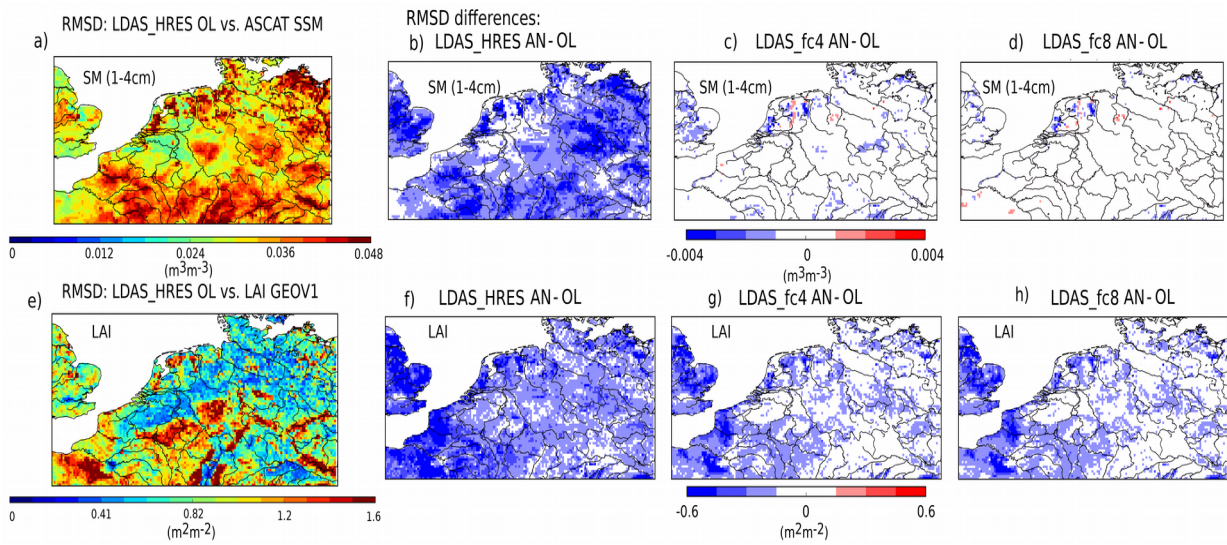 RMSD: LDAS_HRES OL vs. ASCAT SSM
a)
SM (1-4cm)
0 0.012 0.024 0.036 0.048
(m3m-3)
RMSD differences:
b) LDAS_HRES AN-OL
SM (1-4cm)
c) LDAS_fc4 AN-OL
SM (1-4cm)
-0.004 0 0.004
(m3m-3)
d) LDAS_fc8 AN-OL
SM (1-4cm)
e) RMSD: LDAS_HRES OL vs. LAI GEOV1
LAI
0 0.41 0.82 1.2 1.6
(m2m-2)
f) LDAS_HRES AN-OL
LAI
g) LDAS_fc4 AN-OL
LAI
-0.6 0 0.6
(m2m-2)
h) LDAS_fc8 AN-OL
LAI